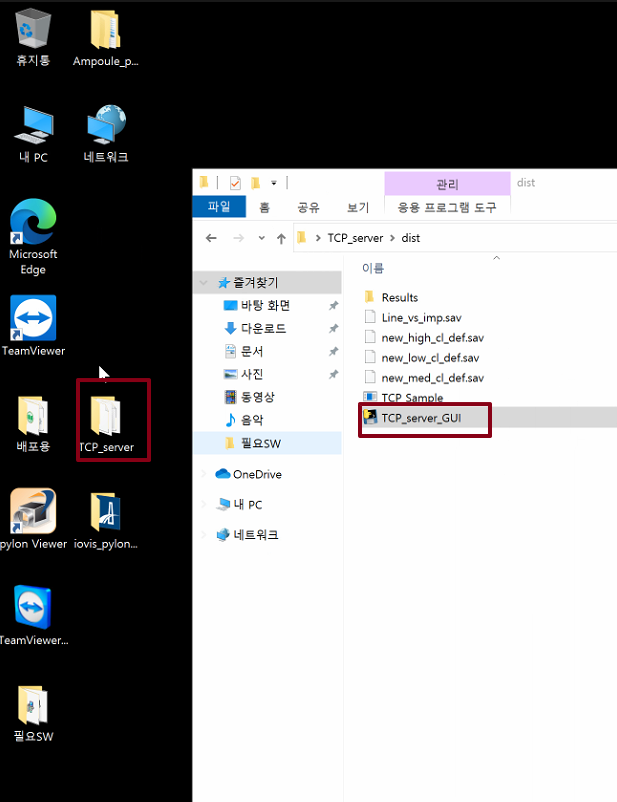 휴지통
Ampoule_p...
내 PC
네트워크
Microsoft
Edge
TeamViewer
배포용
TCP_server
pylon Viewer
iovis_pylon...
TeamViewer...
필요SW
관리
dist
파일
홈
공유
보기
응용 프로그램 도구
TCP_server
dist
이름
즐겨찾기
바탕 화면
다운로드
문서
사진
동영상
음악
필요SW
OneDrive
내 PC
네트워크
Results
Line_vs_imp.sav
new_high_cl_def.sav
new_low_cl_def.sav
new_med_cl_def.sav
TCP Sample
TCP_server_GUI